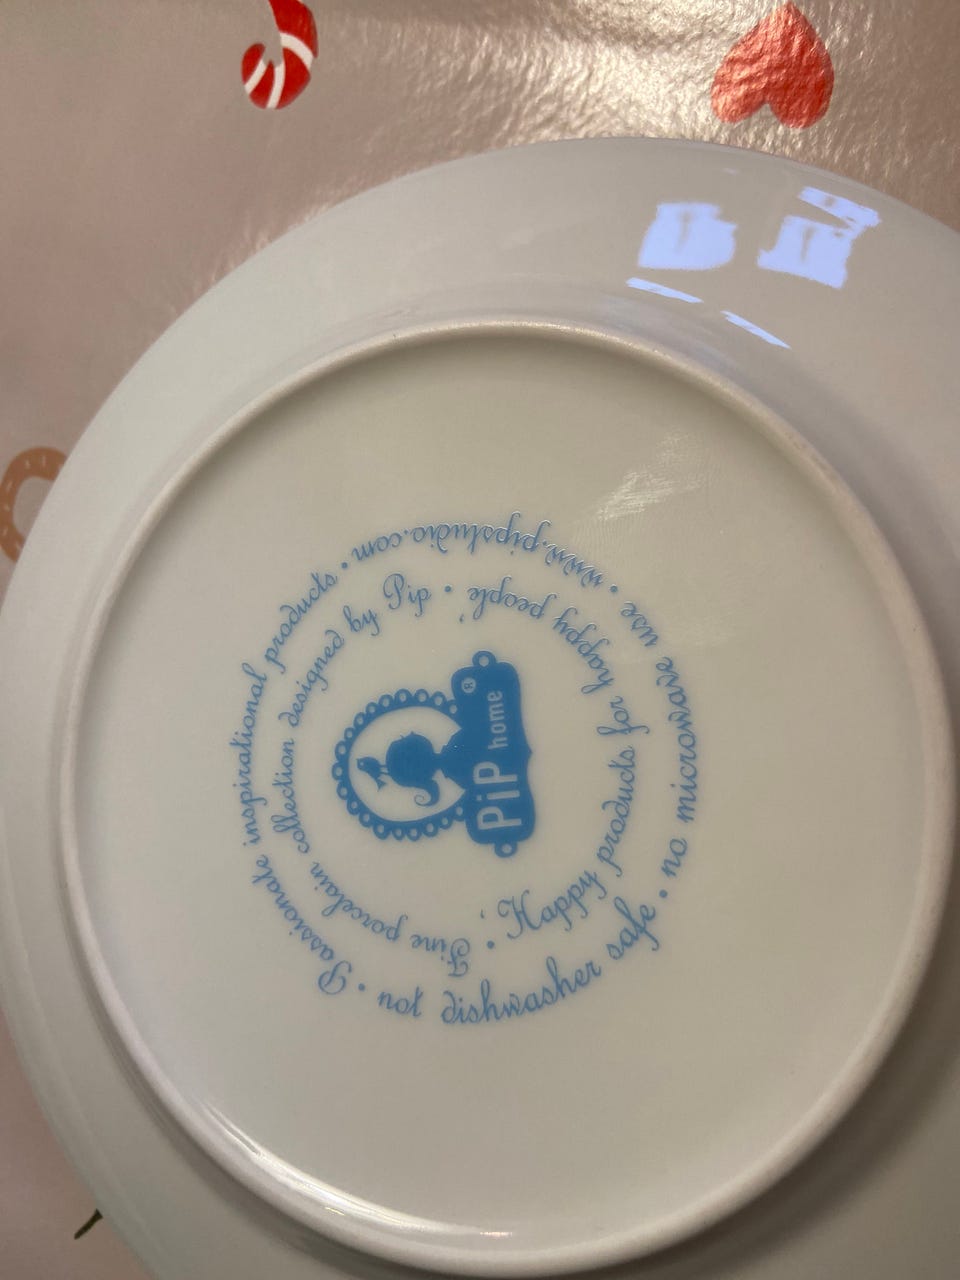 PiP
home
®
Fine porcelain collection designed by Pip •
'Happy products for happy people' •
Passionate inspirational products • www.pipstudio.com •
not dishwasher safe • no microwave use •